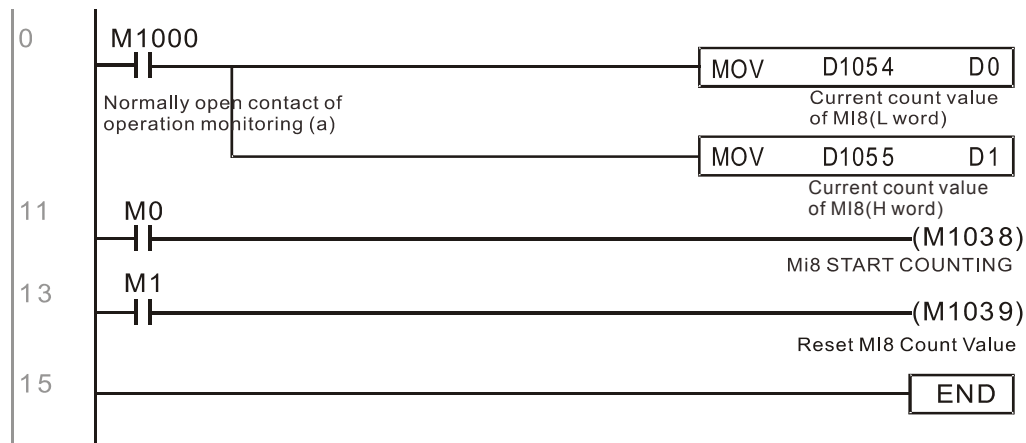 0
M1000
MOV D1054 D0
Normally open contact of
operation monitoring (a)
Current count value
of MI8(L word)
MOV D1055 D1
Current count value
of MI8(H word)
11
M0
(M1038)
Mi8 START COUNTING
13
M1
(M1039)
Reset MI8 Count Value
15
END